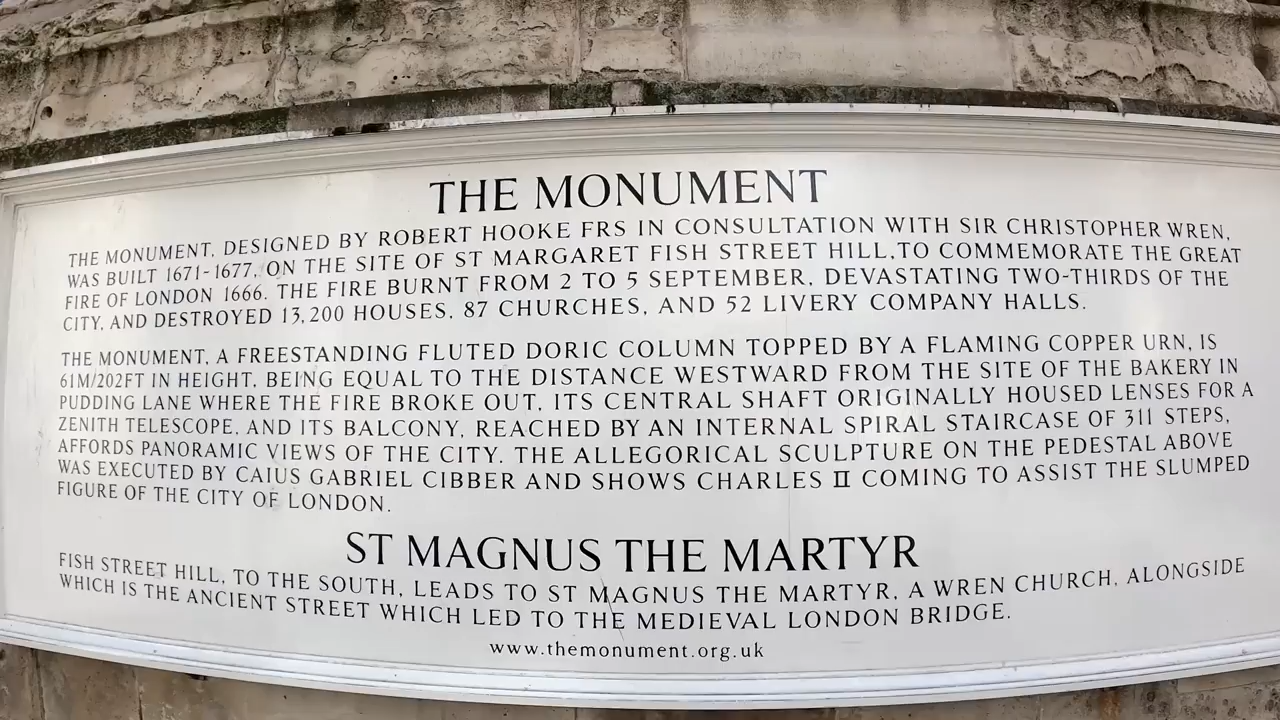 THE MONUMENT
THE MONUMENT, DESIGNED BY ROBERT HOOKE FRS IN CONSULTATION WITH SIR CHRISTOPHER WREN,
WAS BUILT 1671-1677, ON THE SITE OF ST MARGARET FISH STREET HILL, TO COMMEMORATE THE GREAT
FIRE OF LONDON 1666. THE FIRE BURNT FROM 2 TO 5 SEPTEMBER, DEVASTATING TWO-THIRDS OF THE
CITY, AND DESTROYED 13,200 HOUSES, 87 CHURCHES, AND 52 LIVERY COMPANY HALLS.
THE MONUMENT, A FREESTANDING FLUTED DORIC COLUMN TOPPED BY A FLAMING COPPER URN, IS
61M/202FT IN HEIGHT, BEING EQUAL TO THE DISTANCE WESTWARD FROM THE SITE OF THE BAKERY IN
PUDDING LANE WHERE THE FIRE BROKE OUT. ITS CENTRAL SHAFT ORIGINALLY HOUSED LENSES FOR A
ZENITH TELESCOPE, AND ITS BALCONY, REACHED BY AN INTERNAL SPIRAL STAIRCASE OF 311 STEPS,
AFFORDS PANORAMIC VIEWS OF THE CITY. THE ALLEGORICAL SCULPTURE ON THE PEDESTAL ABOVE
WAS EXECUTED BY CAIUS GABRIEL CIBBER AND SHOWS CHARLES II COMING TO ASSIST THE SLUMPED
FIGURE OF THE CITY OF LONDON.
ST MAGNUS THE MARTYR
FISH STREET HILL, TO THE SOUTH, LEADS TO ST MAGNUS THE MARTYR, A WREN CHURCH, ALONGSIDE
WHICH IS THE ANCIENT STREET WHICH LED TO THE MEDIEVAL LONDON BRIDGE.
www.themonument.org.uk